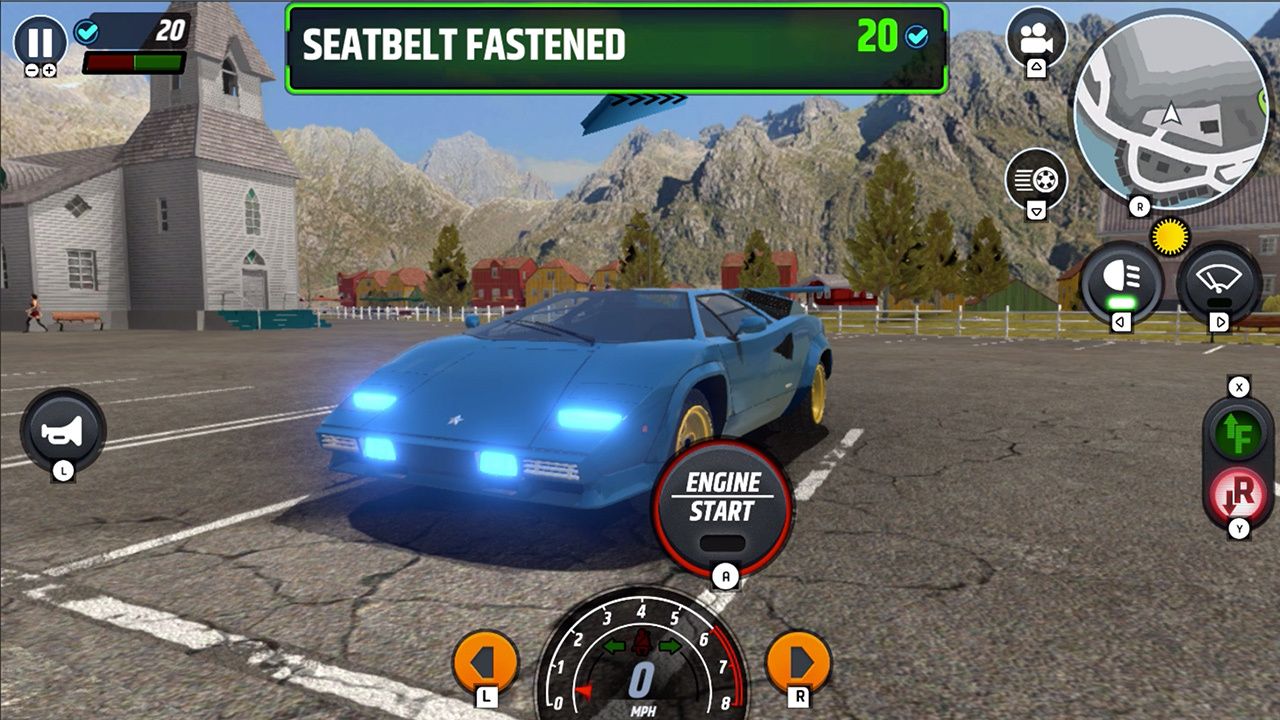 20
SEATBELT FASTENED 20
R
L
X
F
R
Y
ENGINE
START
A
0 1 2 3 4 5 6 7 8
0
MPH
L
R